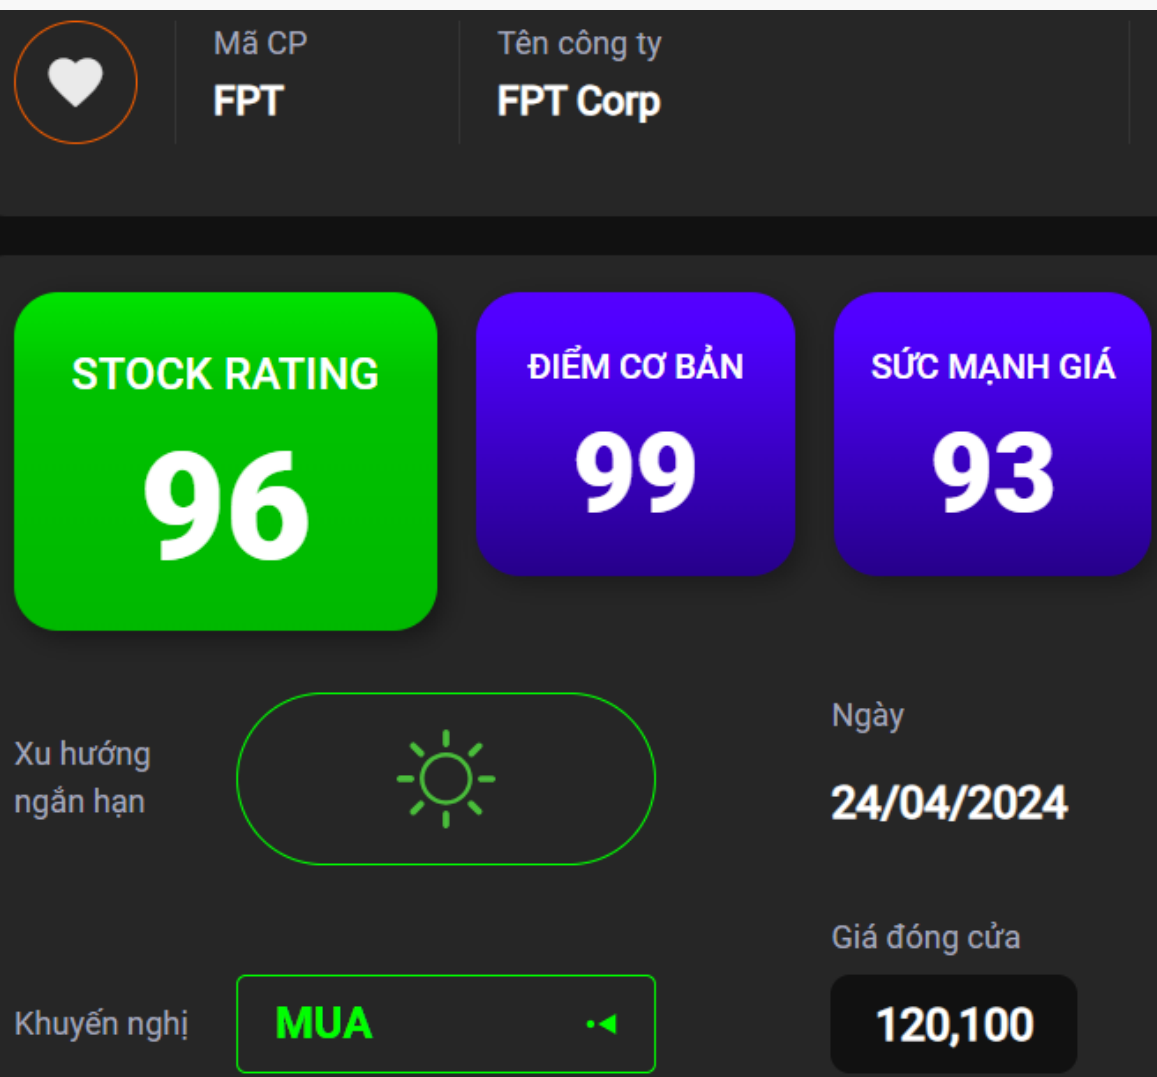 Mã CP
FPT
Tên công ty
FPT Corp
STOCK RATING
96
ĐIỂM CƠ BẢN
99
SỨC MẠNH GIÁ
93
Xu hướng
ngắn hạn
Ngày
24/04/2024
Khuyến nghị
MUA
Giá đóng cửa
120,100